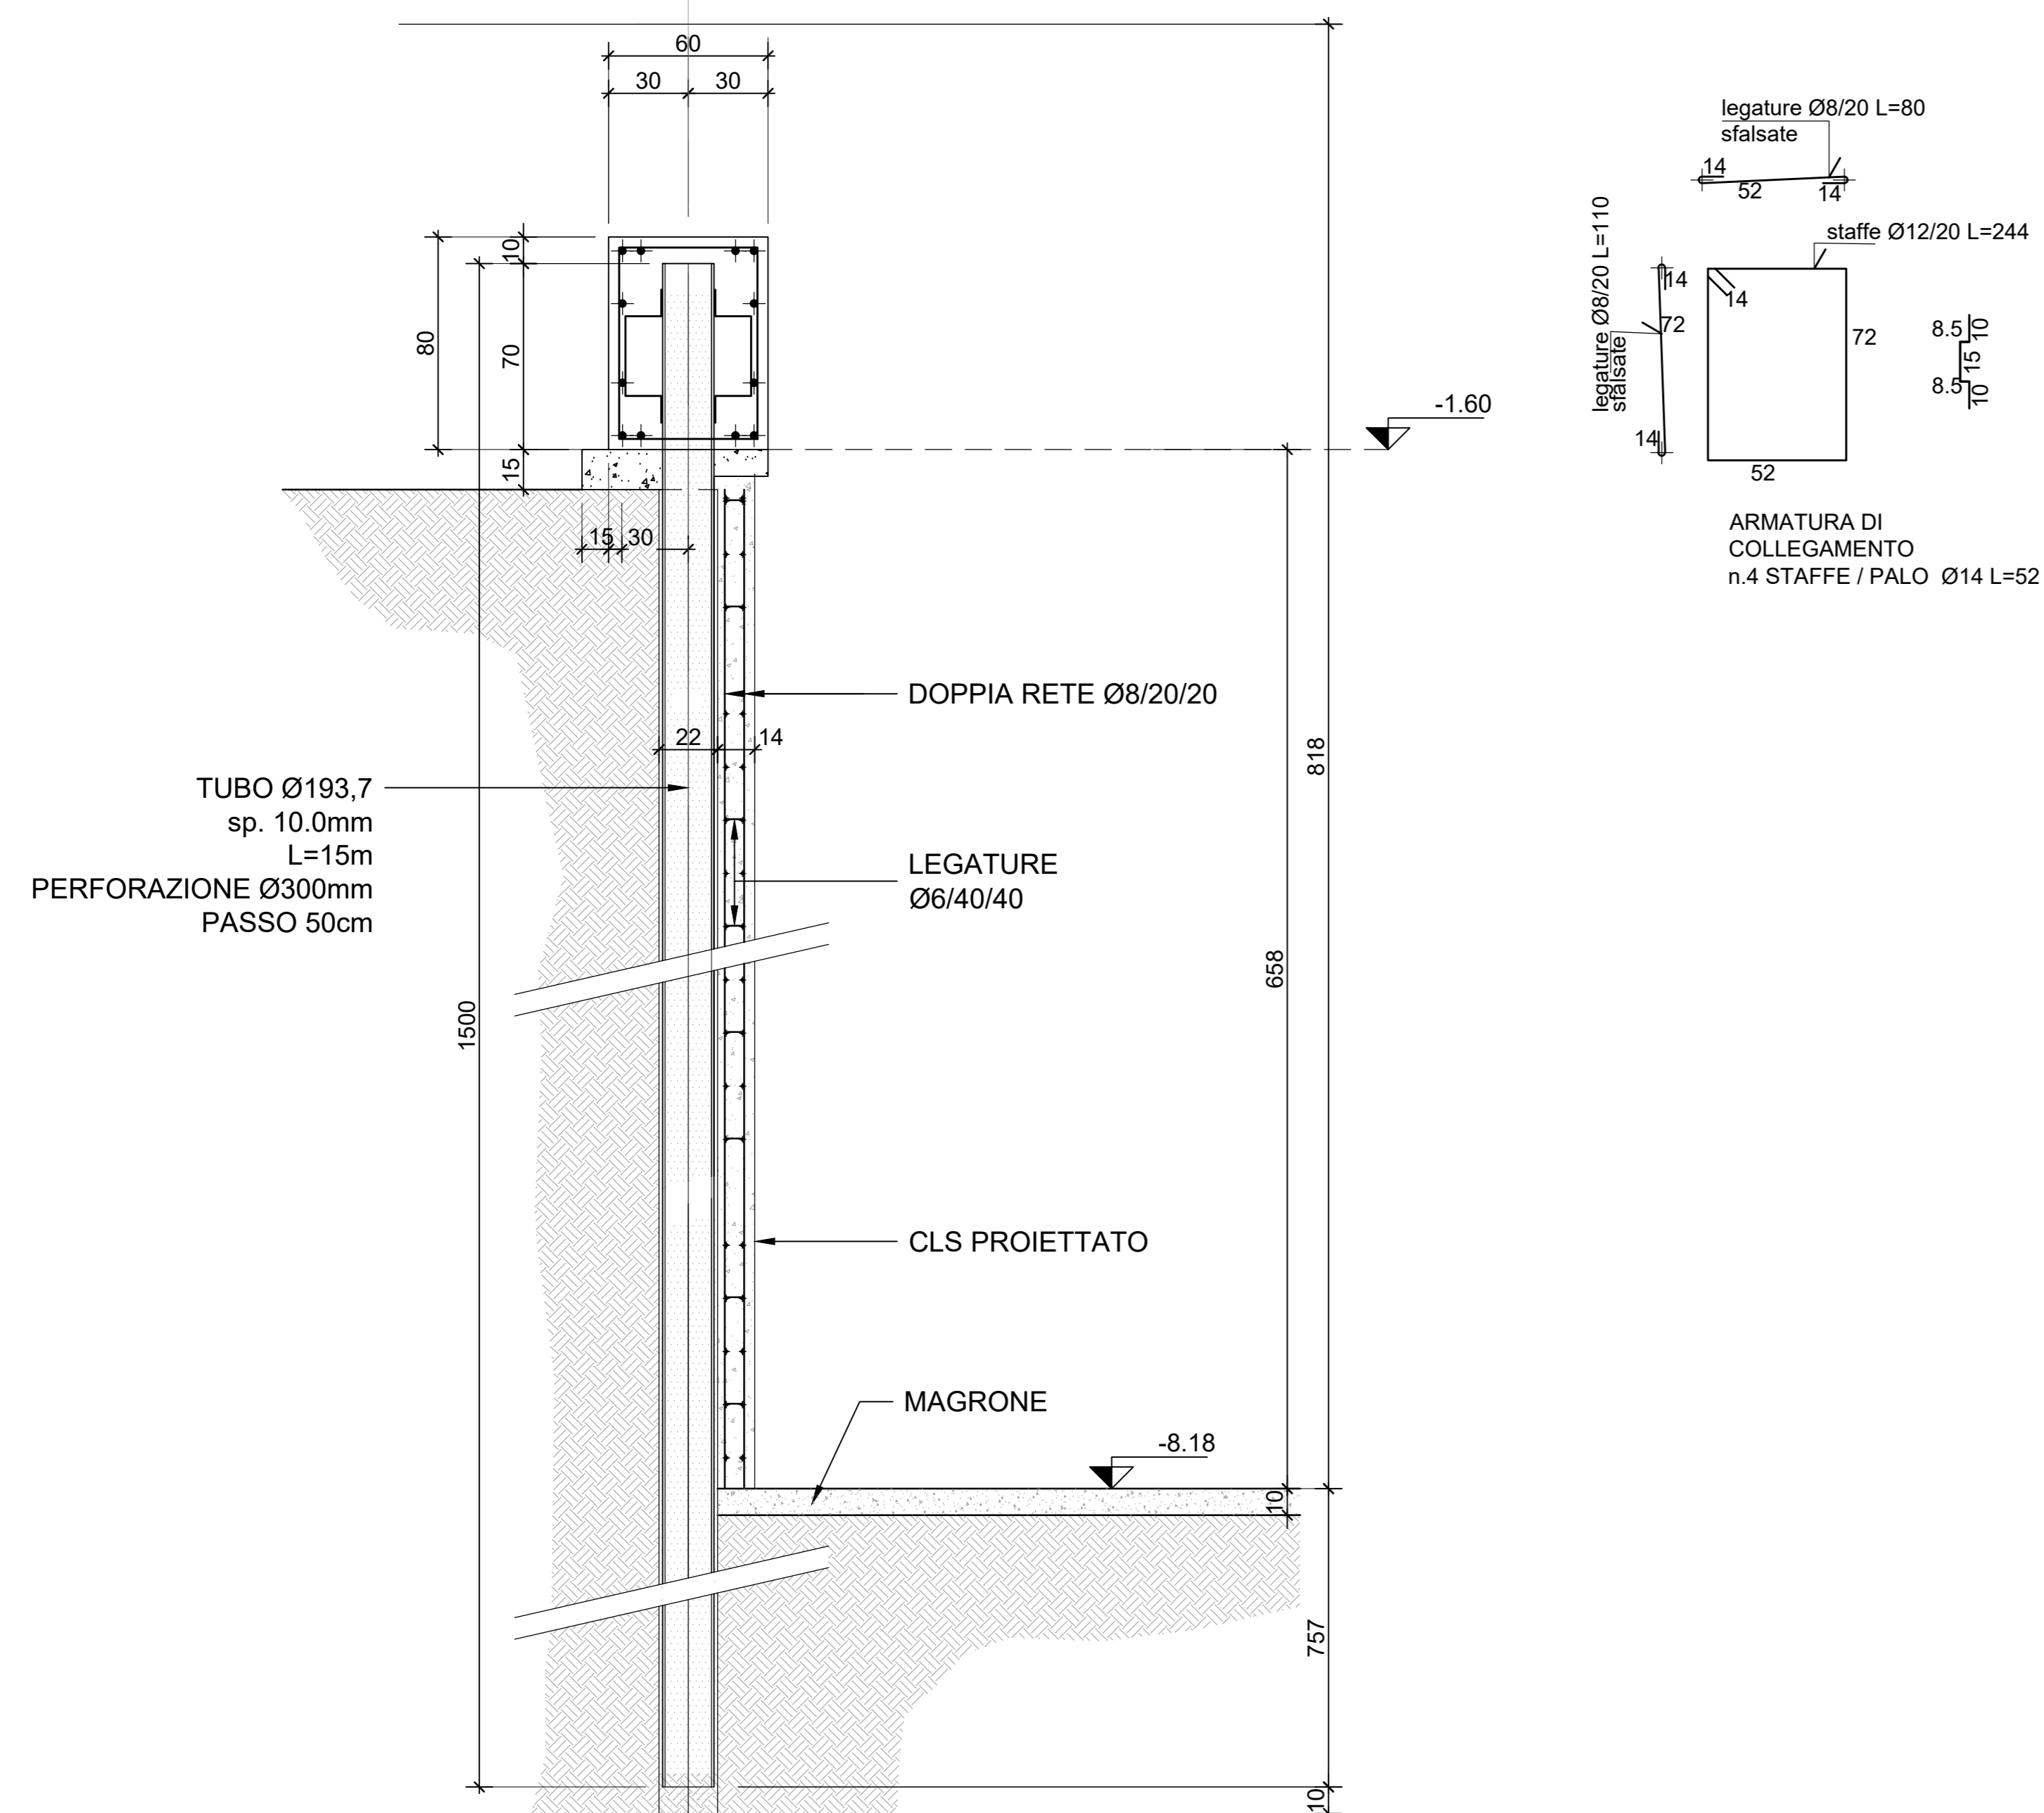 60
30 30
legature Ø8/20 L=80
sfalsate
14
52
14
legature Ø8/20 L=110
sfalsate
14
72
14
staffe Ø12/20 L=244
14
72
52
8.5
10
15
8.5
10
10
80
70
15
-1.60
15 30
ARMATURA DI
COLLEGAMENTO
n.4 STAFFE / PALO Ø14 L=52
DOPPIA RETE Ø8/20/20
22 14
818
TUBO Ø193,7
sp. 10.0mm
L=15m
PERFORAZIONE Ø300mm
PASSO 50cm
LEGATURE
Ø6/40/40
658
1500
CLS PROIETTATO
MAGRONE
-8.18
10
757
10